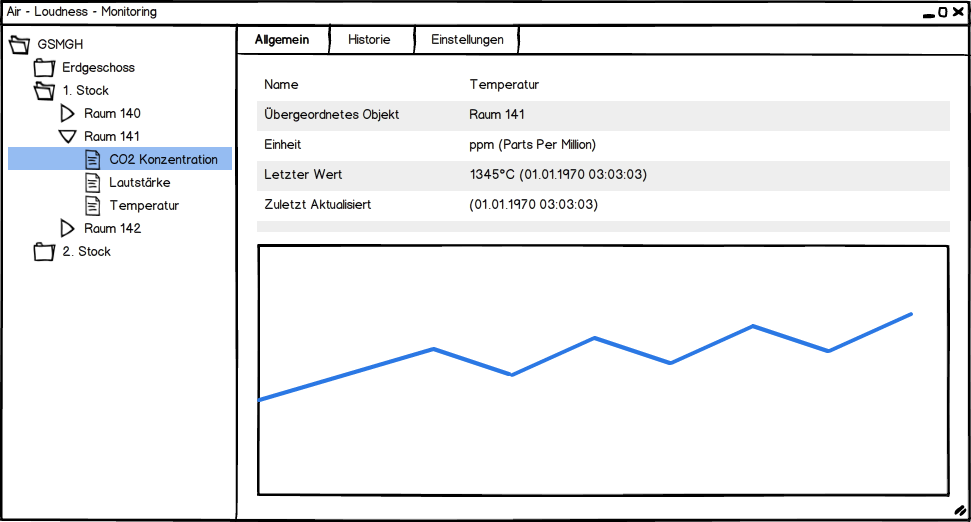 Air - Loudness - Monitoring
GSMGH
Erdgeschoss
1. Stock
Raum 140
Raum 141
CO2 Konzentration
Lautstärke
Temperatur
Raum 142
2. Stock
Allgemein Historie Einstellungen
Name Temperatur
Übergeordnetes Objekt Raum 141
Einheit ppm (Parts Per Million)
Letzter Wert 1345°C (01.01.1970 03:03:03)
Zuletzt Aktualisiert (01.01.1970 03:03:03)